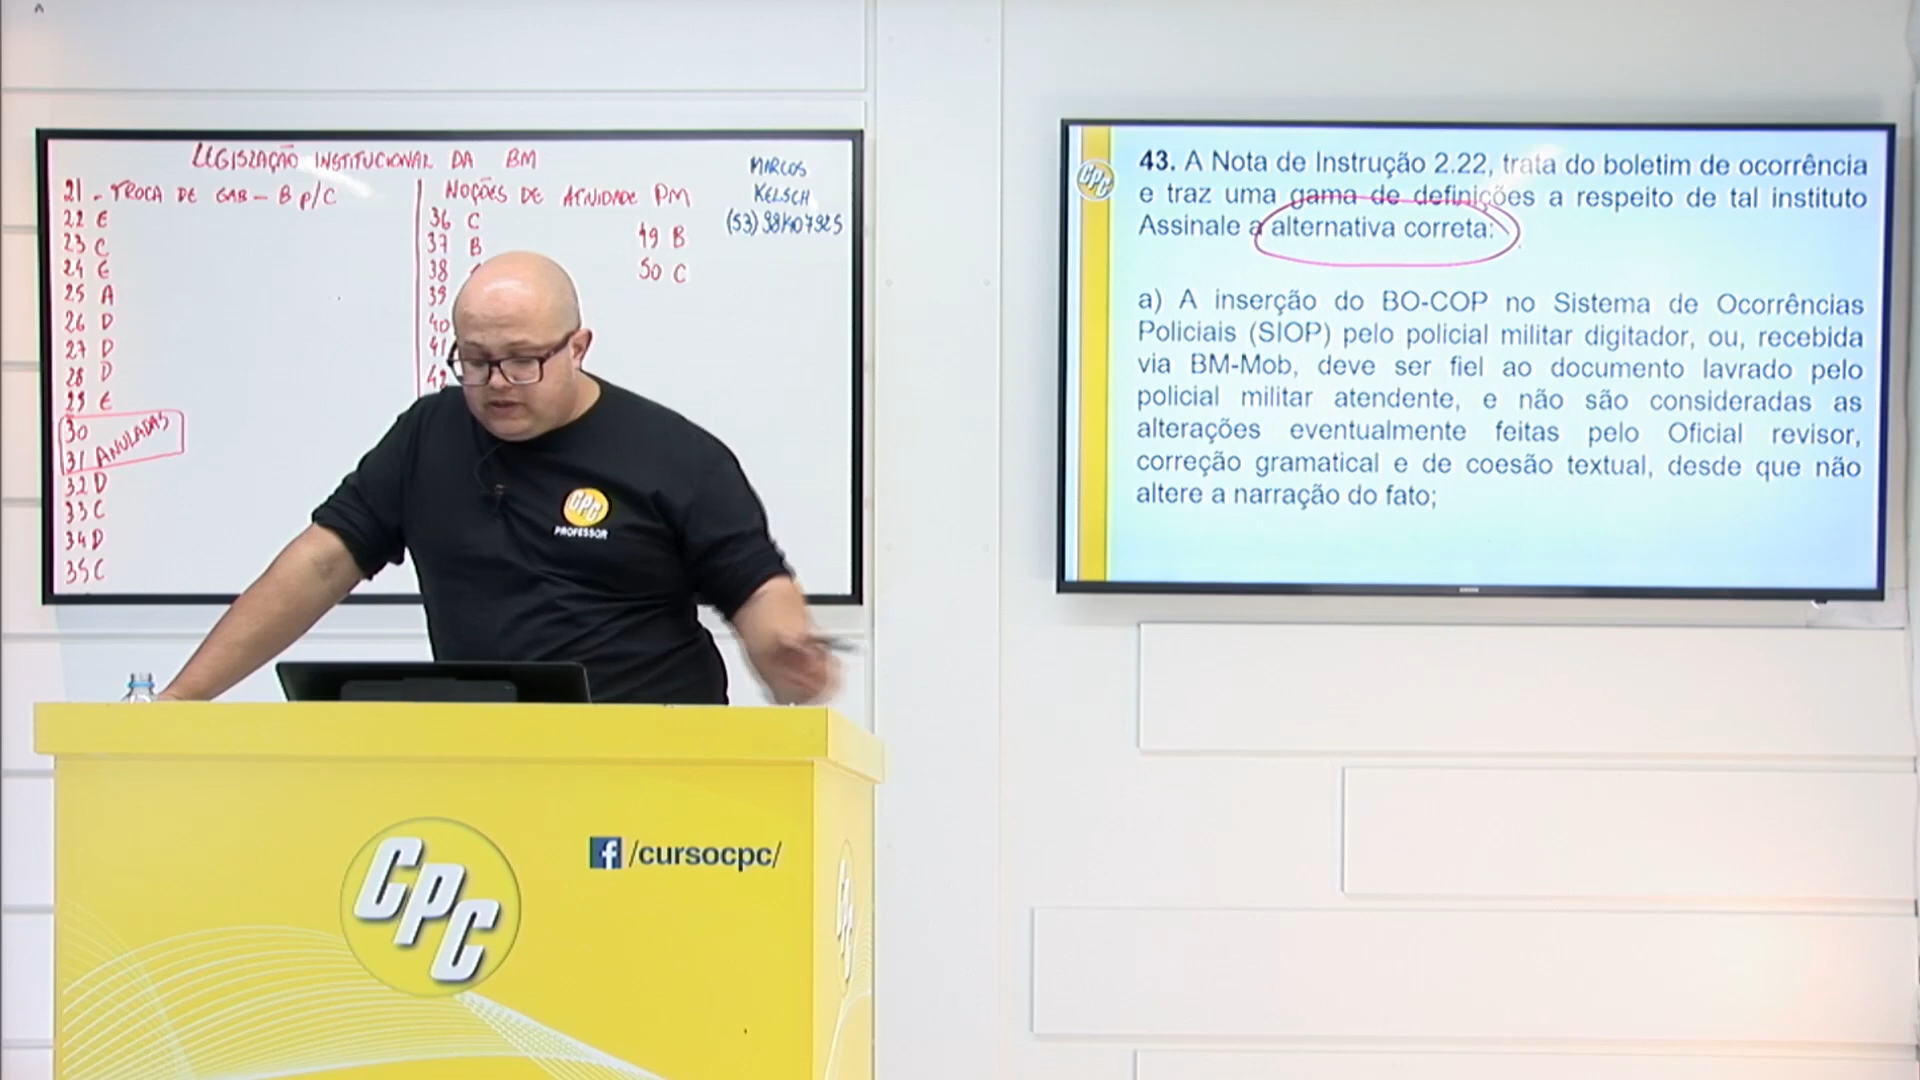 LEGISLAÇÃO INSTITUCIONAL DA BM
21 - TROCA DE GAB - B p/C
22 E
23 C
24 E
25 A
26 D
27 D
28 D
29 E
30
31 ANULADAS
32 D
33 C
34 D
35 C
NOÇÕES DE ATIVIDADE PM
36 C
37 B
38
39
40
41
42
49 B
50 C
MARCOS
KELSCH
CPC
43. A Nota de Instrução 2.22, trata do boletim de ocorrência
e traz uma gama de definições a respeito de tal instituto
Assinale a alternativa correta:
a) A inserção do BO-COP no Sistema de Ocorrências
Policiais (SIOP) pelo policial militar digitador, ou, recebida
via BM-Mob, deve ser fiel ao documento lavrado pelo
policial militar atendente, e não são consideradas as
alterações eventualmente feitas pelo Oficial revisor,
correção gramatical e de coesão textual, desde que não
altere a narração do fato;
CPC
PROFESSOR
CPC
f /cursocpc/